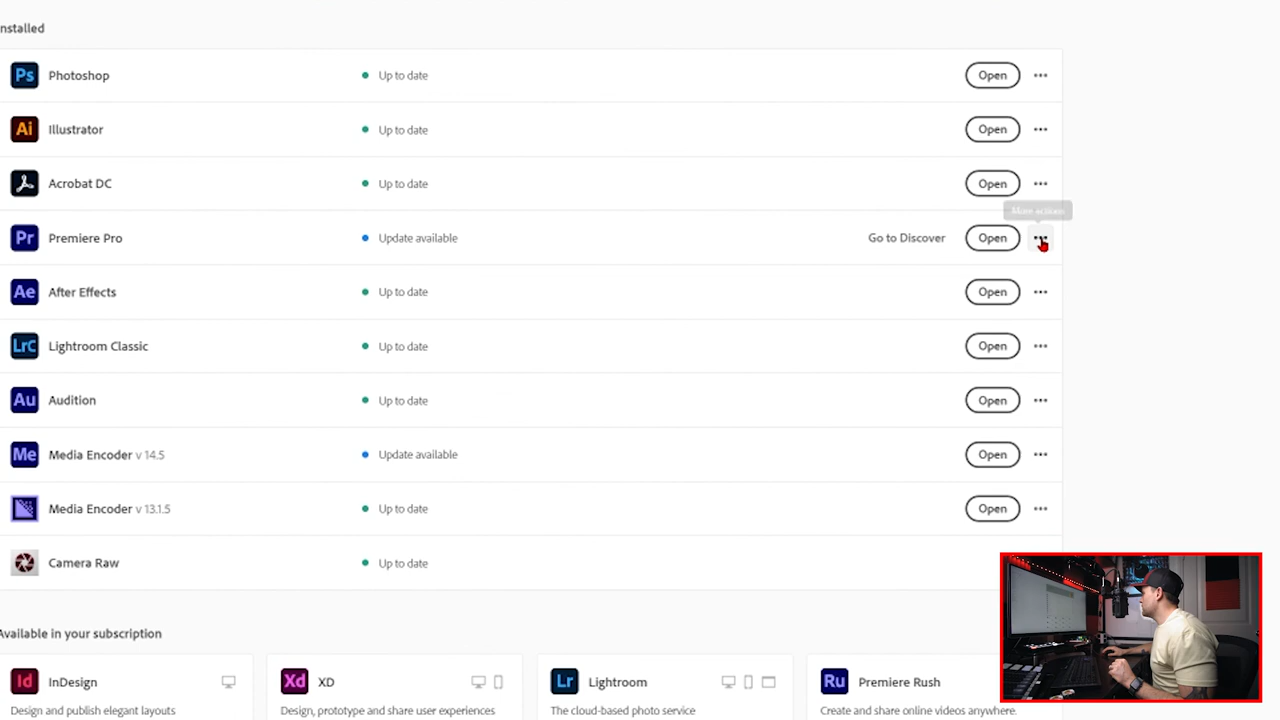 nstalled
Ps Photoshop Up to date Open
Ai Illustrator Up to date Open
Acrobat DC Up to date Open
More actions
Pr Premiere Pro Update available Go to Discover Open
Ae After Effects Up to date Open
LrC Lightroom Classic Up to date Open
Au Audition Up to date Open
Me Media Encoder v 14.5 Update available Open
Media Encoder v 13.1.5 Up to date Open
Camera Raw Up to date
Available in your subscription
Id InDesign Xd XD Lr Lightroom Ru Premiere Rush
Design and publish elegant layouts Design, prototype and share user experiences The cloud-based photo service Create and share online videos anywhere.